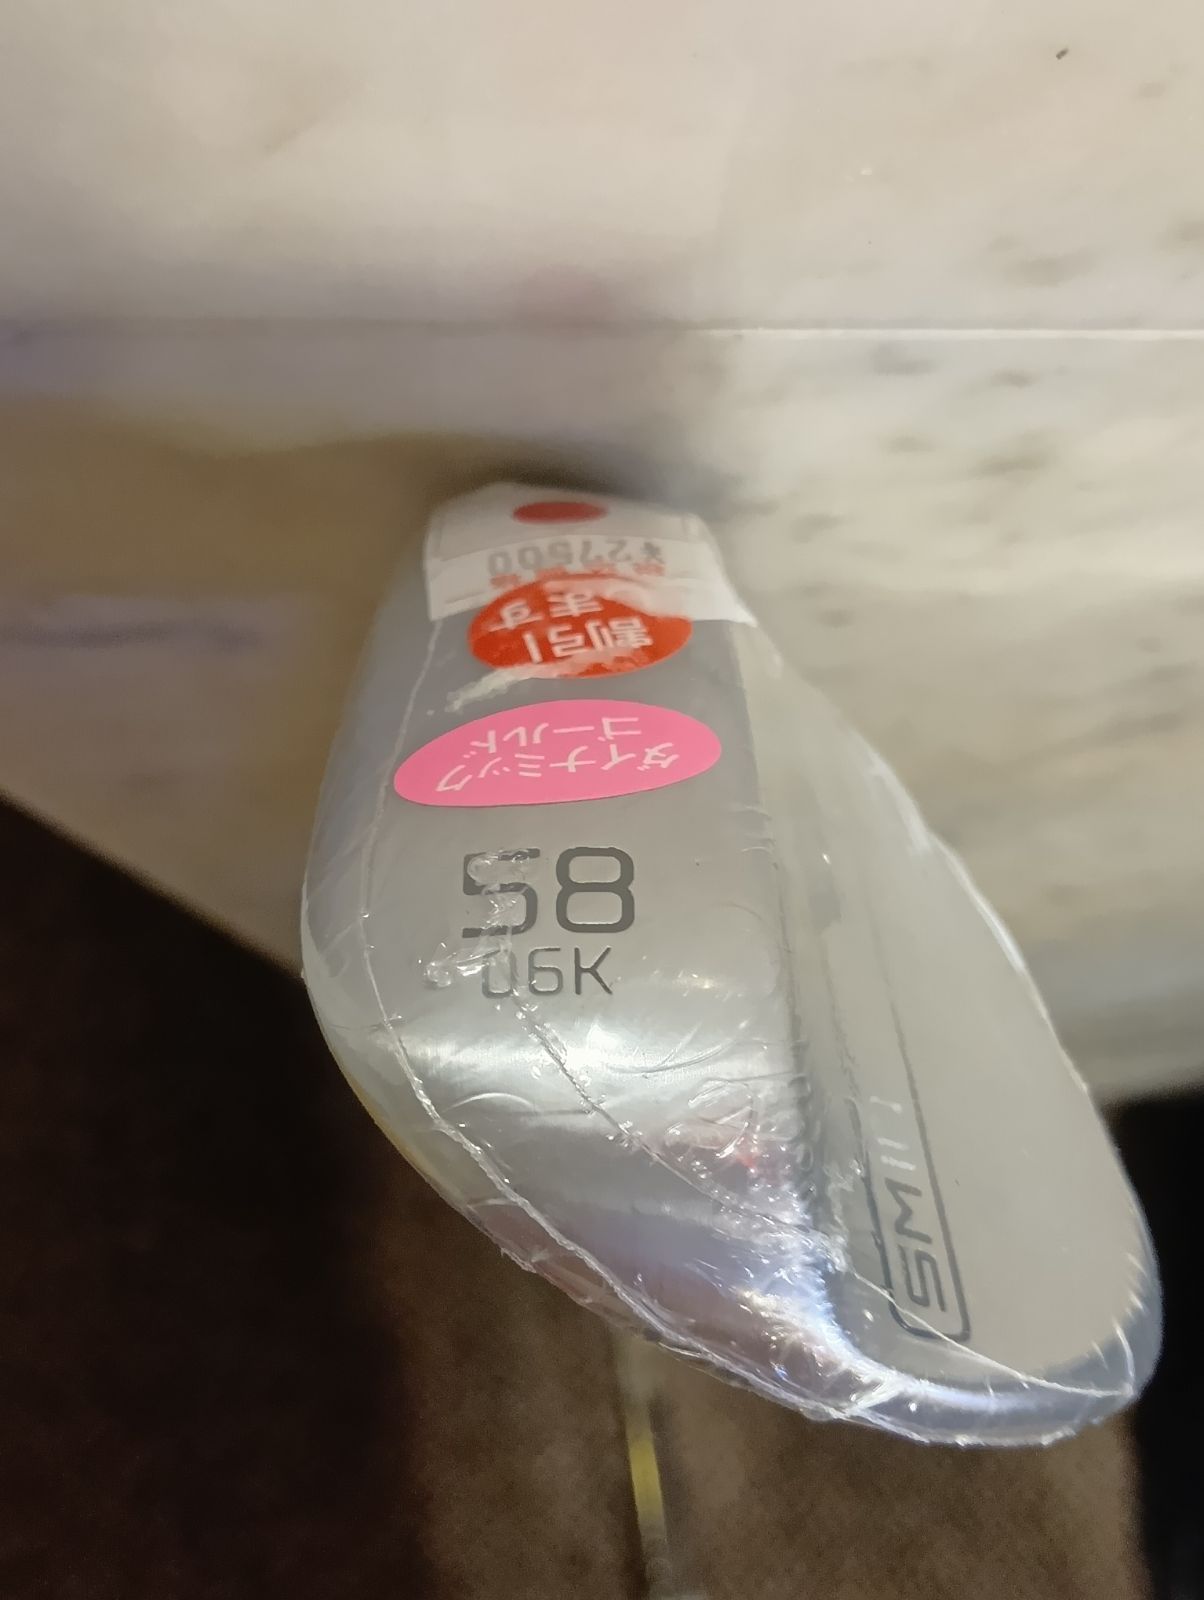 ¥27500
割引
します
ダイナミック
ゴールド
58
06K
SM11